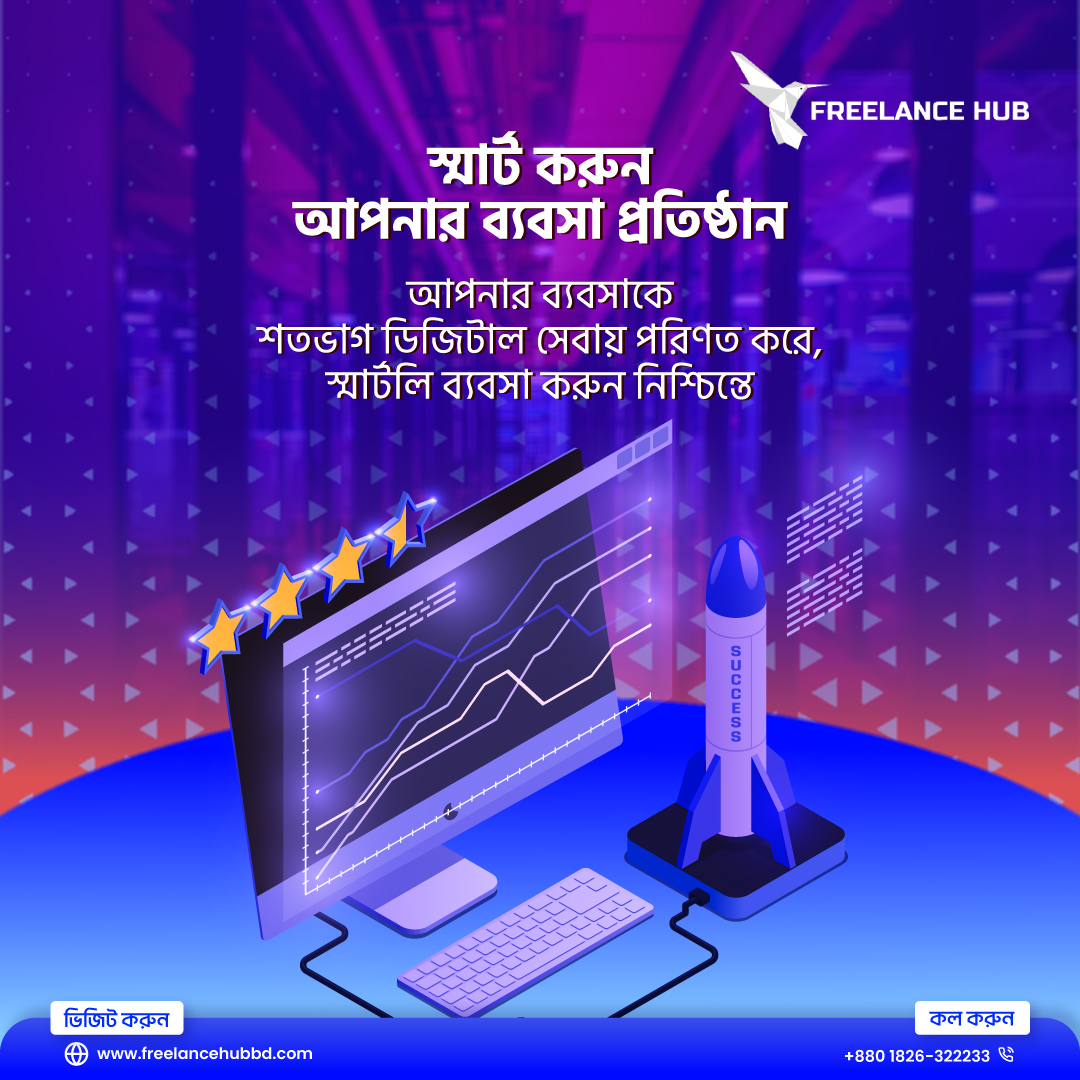 FREELANCE HUB
স্মার্ট করুন
আপনার ব্যবসা প্রতিষ্ঠান
আপনার ব্যবসাকে
শতভাগ ডিজিটাল সেবায় পরিণত করে,
স্মার্টলি ব্যবসা করুন নিশ্চিন্তে
SUCCESS
ভিজিট করুন
www.freelancehubbd.com
কল করুন
+880 1826-322233